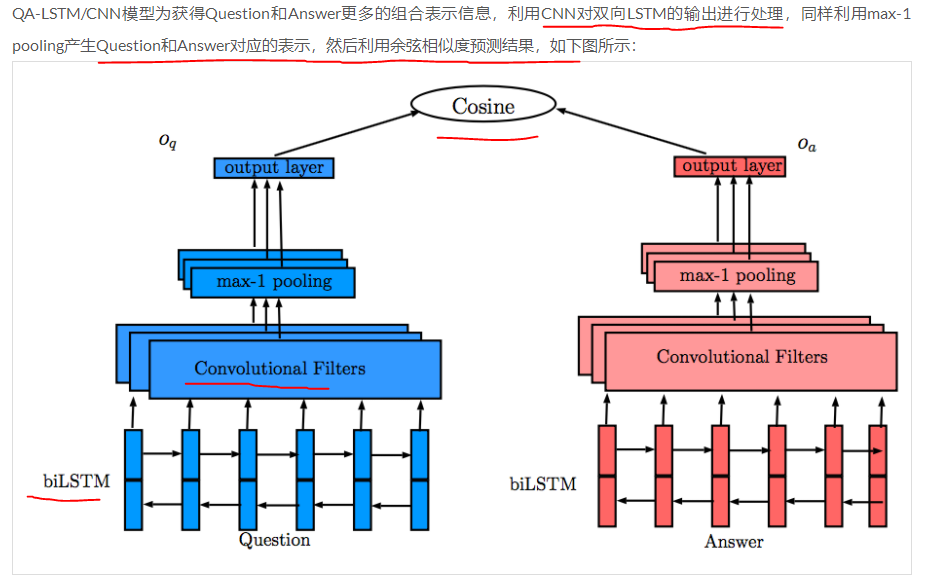 QA-LSTM/CNN模型为获得Question和Answer更多的组合表示信息，利用CNN对双向LSTM的输出进行处理，同样利用max-1
pooling产生Question和Answer对应的表示，然后利用余弦相似度预测结果，如下图所示：
Cosine
oq
oa
output layer
output layer
max-1 pooling
max-1 pooling
Convolutional Filters
Convolutional Filters
biLSTM
biLSTM
Question
Answer